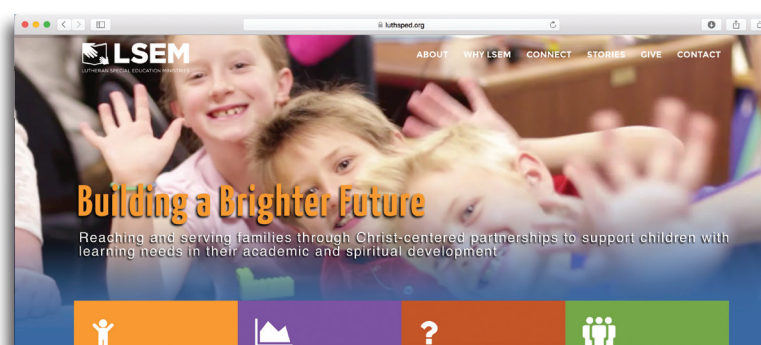 luthsped.org
LSEM
LUTHERAN SPECIAL EDUCATION MINISTRIES
ABOUT WHY LSEM CONNECT STORIES GIVE CONTACT
Building a Brighter Future
Reaching and serving families through Christ-centered partnerships to support children with
learning needs in their academic and spiritual development
?